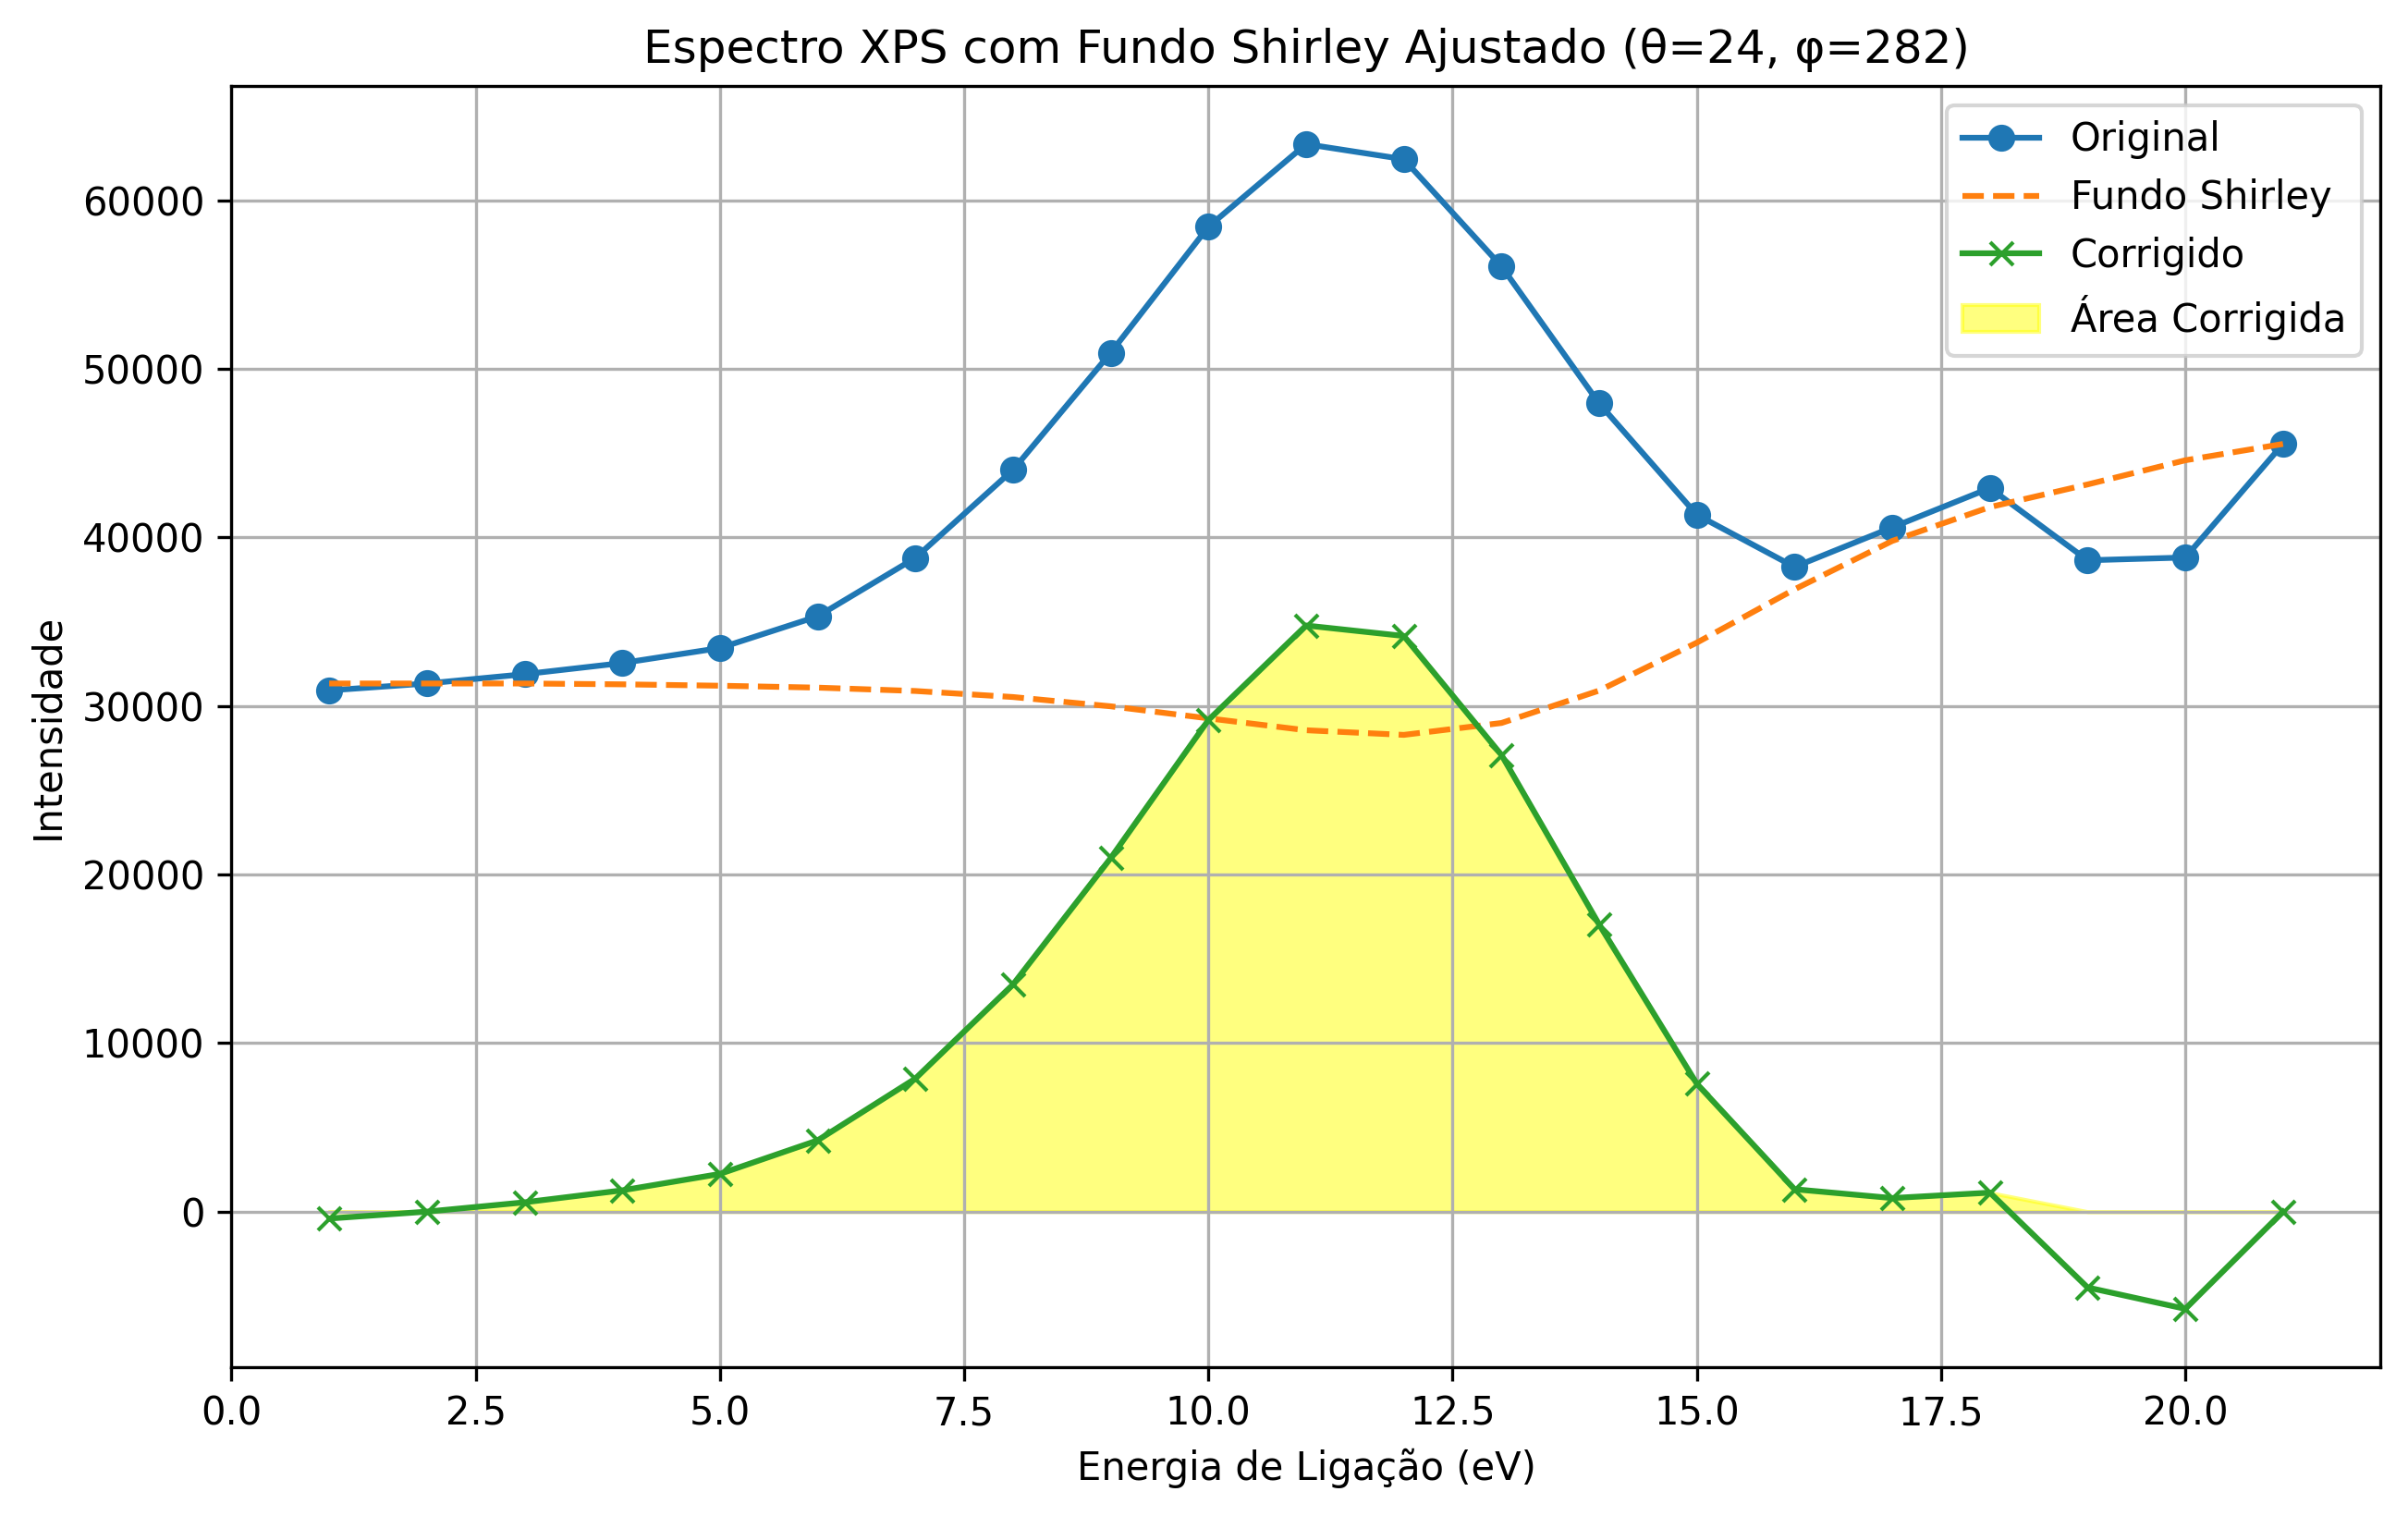 Espectro XPS com Fundo Shirley Ajustado (θ=24, φ=282)
Original
Fundo Shirley
Corrigido
Área Corrigida
Intensidade
60000
50000
40000
30000
20000
10000
0
0.0 2.5 5.0 7.5 10.0 12.5 15.0 17.5 20.0
Energia de Ligação (eV)